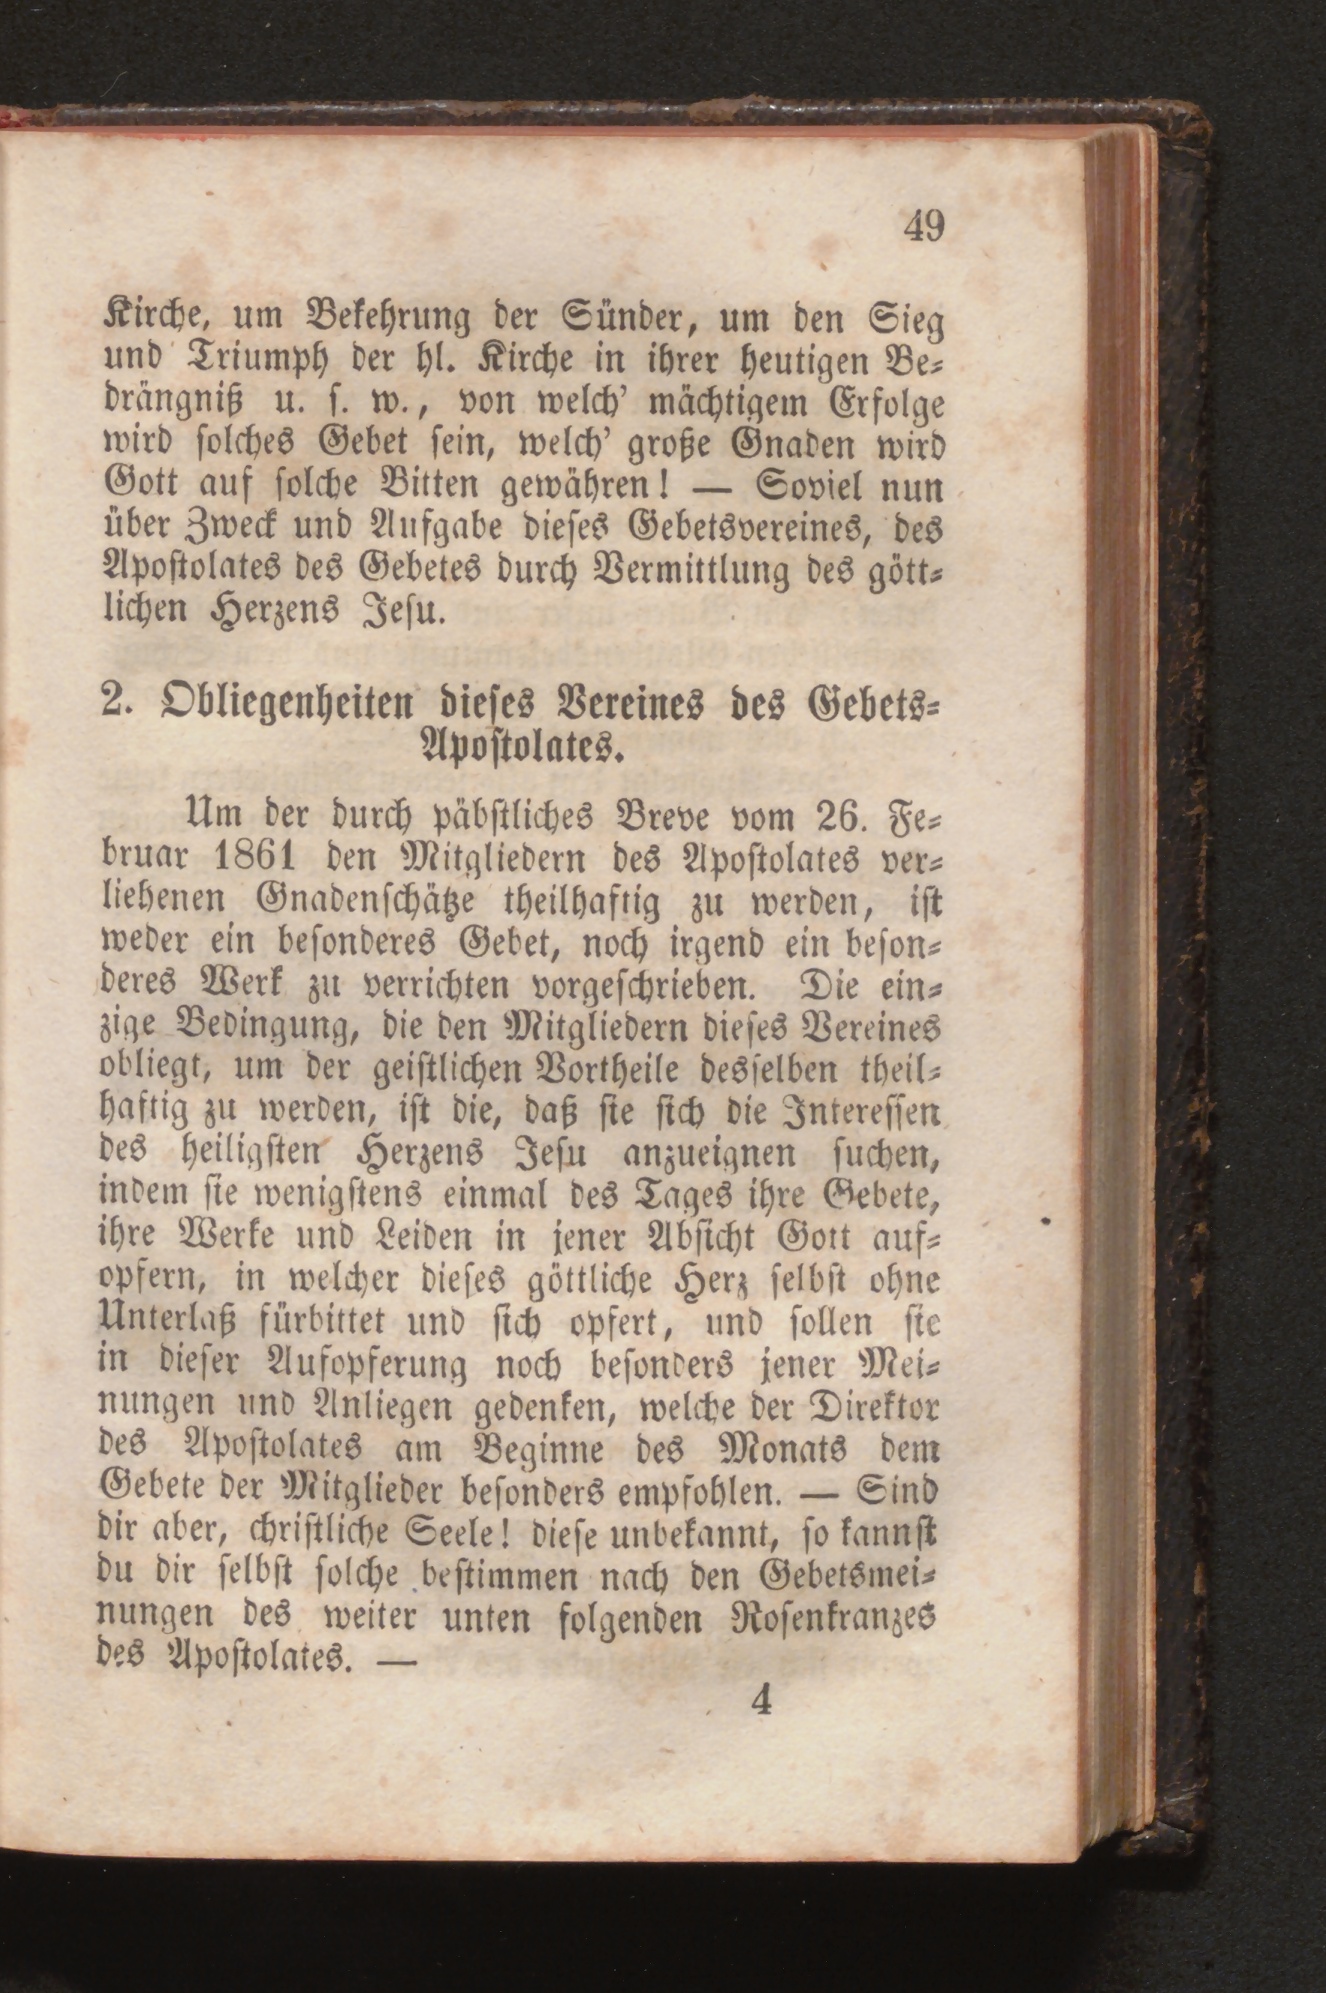 49
Kirche, um Bekehrung der Sünder, um den Sieg
und Triumph der hl. Kirche in ihrer heutigen Be-
drängniß u. s. w., von welch' mächtigem Erfolge
wird solches Gebet sein, welch' große Gnaden wird
Gott auf solche Bitten gewähren! — Soviel nun
über Zweck und Aufgabe dieses Gebetsvereines, des
Apostolates des Gebetes durch Vermittlung des gött-
lichen Herzens Jesu.
2. Obliegenheiten dieses Vereines des Gebets-
Apostolates.
Um der durch päbstliches Breve vom 26. Fe-
bruar 1861 den Mitgliedern des Apostolates ver-
liehenen Gnadenschätze theilhaftig zu werden, ist
weder ein besonderes Gebet, noch irgend ein beson-
deres Werk zu verrichten vorgeschrieben. Die ein-
zige Bedingung, die den Mitgliedern dieses Vereines
obliegt, um der geistlichen Vortheile desselben theil-
haftig zu werden, ist die, daß sie sich die Interessen
des heiligsten Herzens Jesu anzueignen suchen,
indem sie wenigstens einmal des Tages ihre Gebete,
ihre Werke und Leiden in jener Absicht Gott auf-
opfern, in welcher dieses göttliche Herz selbst ohne
Unterlaß fürbittet und sich opfert, und sollen sie
in dieser Aufopferung noch besonders jener Mei-
nungen und Anliegen gedenken, welche der Direktor
des Apostolates am Beginne des Monats dem
Gebete der Mitglieder besonders empfohlen. — Sind
dir aber, christliche Seele! diese unbekannt, so kannst
du dir selbst solche bestimmen nach den Gebetsmei-
nungen des weiter unten folgenden Rosenkranzes
des Apostolates. —
4